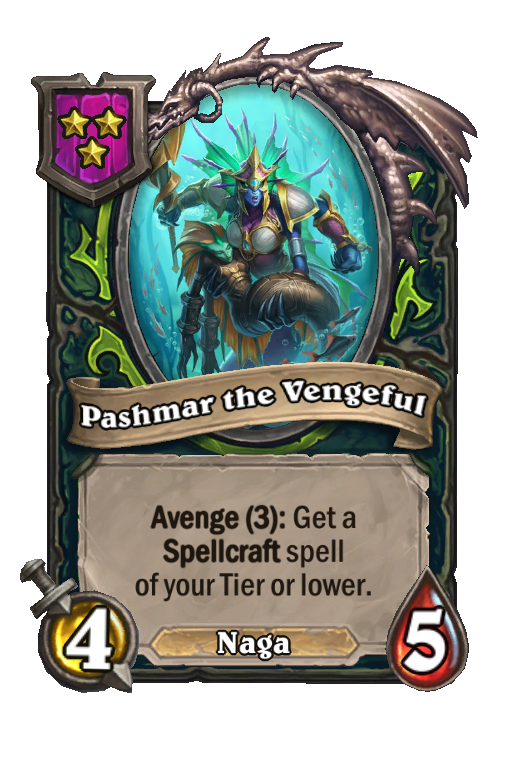 Pashmar the Vengeful
Avenge (3): Get a
Spellcraft spell
of your Tier or lower.
Naga
4
5